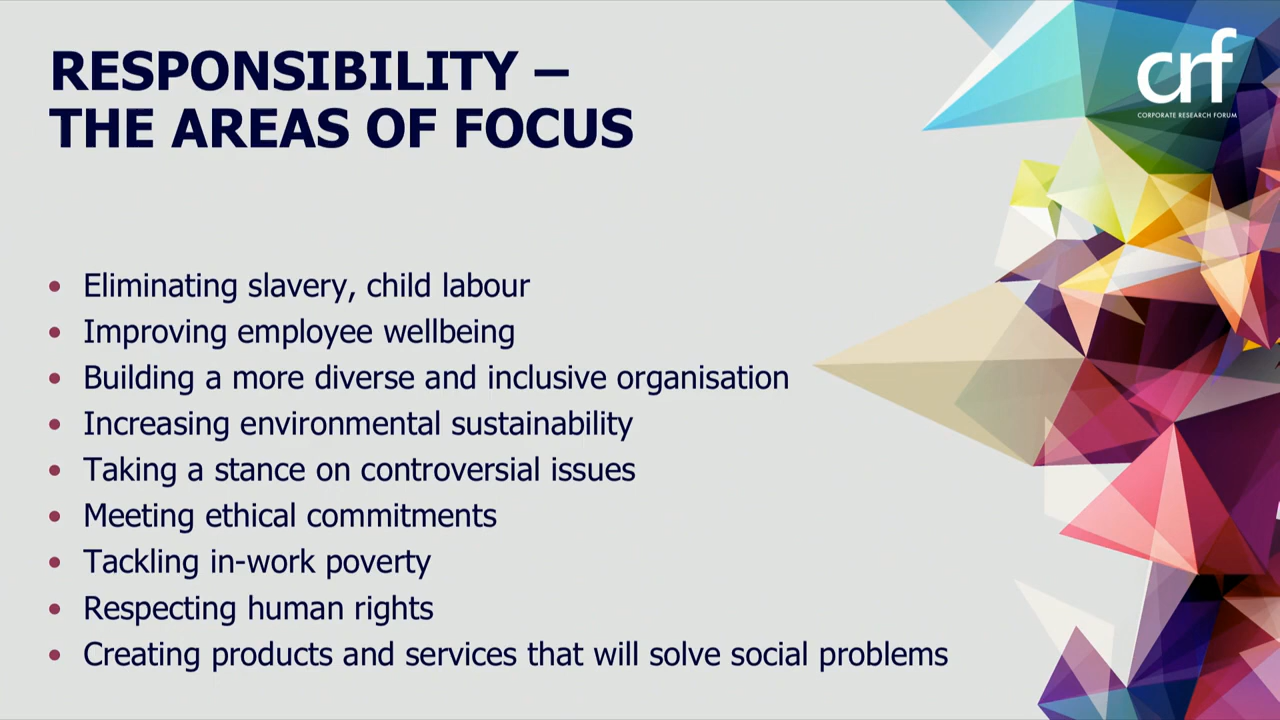 RESPONSIBILITY –
THE AREAS OF FOCUS
crf
CORPORATE RESEARCH FORUM
• Eliminating slavery, child labour
• Improving employee wellbeing
• Building a more diverse and inclusive organisation
• Increasing environmental sustainability
• Taking a stance on controversial issues
• Meeting ethical commitments
• Tackling in-work poverty
• Respecting human rights
• Creating products and services that will solve social problems